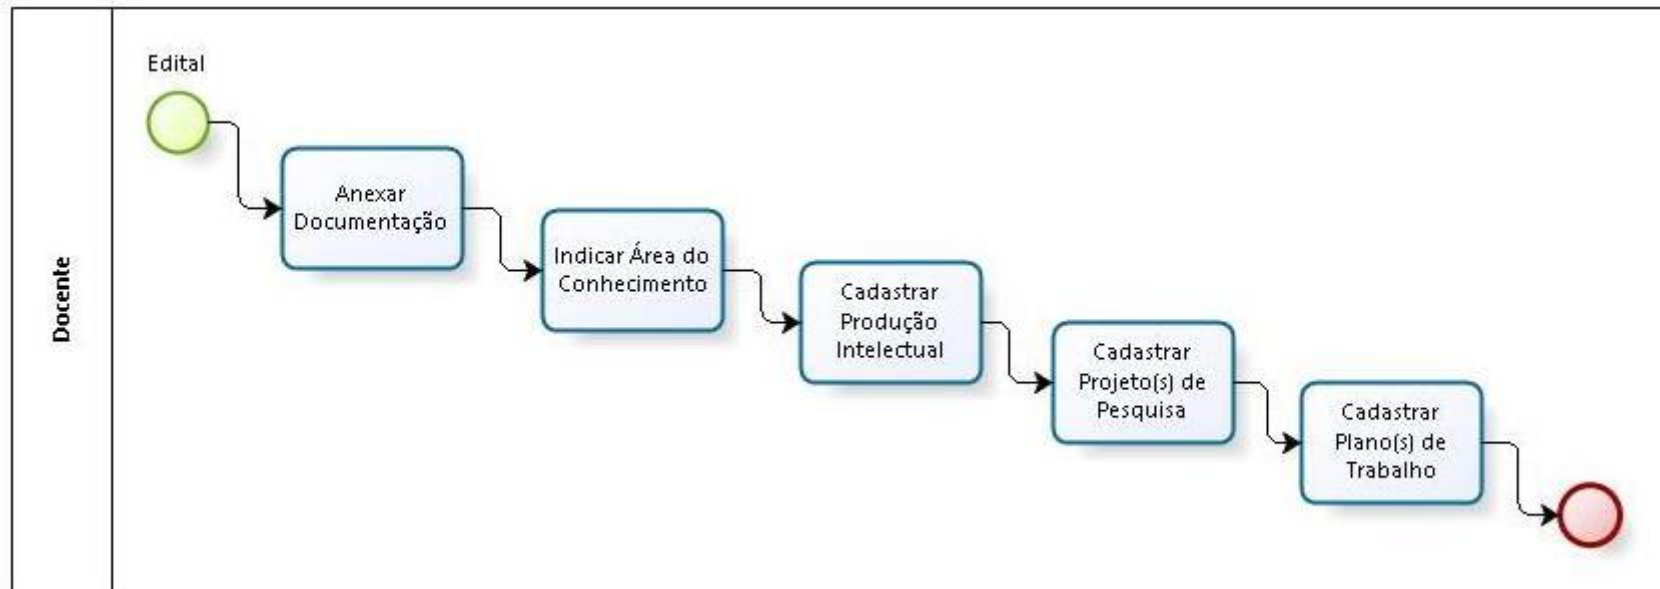 Docente
Edital
Anexar
Documentação
Indicar Área do
Conhecimento
Cadastrar
Produção
Intelectual
Cadastrar
Projeto(s) de
Pesquisa
Cadastrar
Plano(s) de
Trabalho